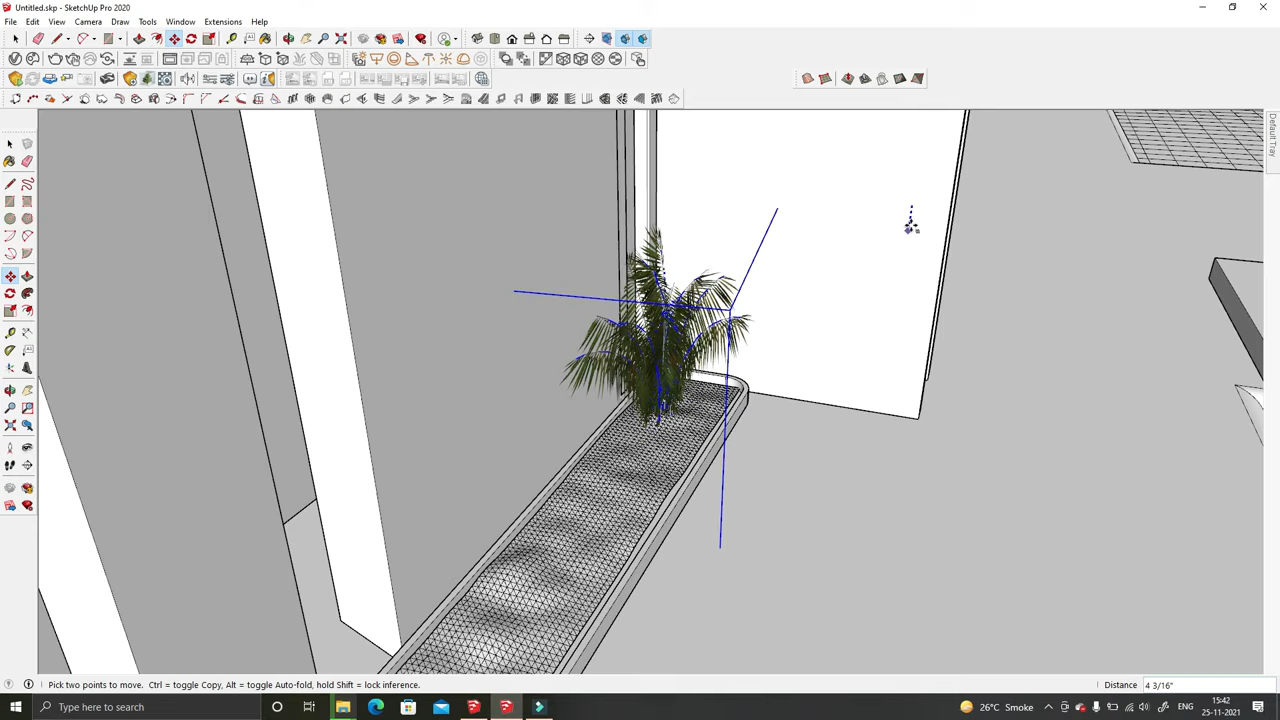 Untitled.skp - SketchUp Pro 2020
File Edit View Camera Draw Tools Window Extensions Help
Default Tray
Pick two points to move. Ctrl = toggle Copy, Alt = toggle Auto-fold, hold Shift = lock inference.
Distance 4 3/16"
Type here to search
26°C Smoke
ENG
15:42
25-11-2021